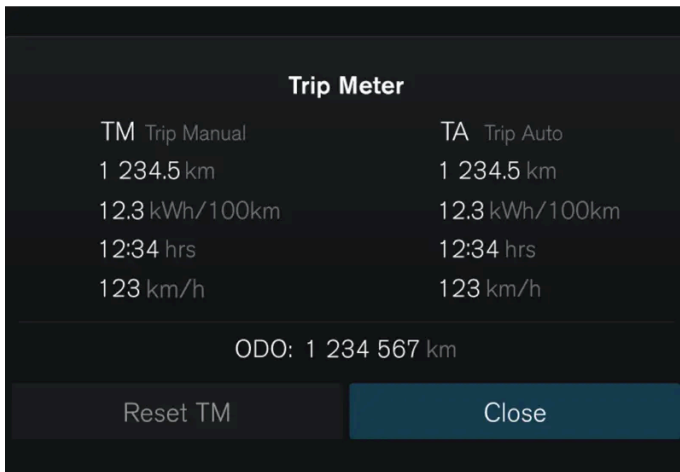 Trip Meter
TM Trip Manual TA Trip Auto
1 234.5 km 1 234.5 km
12.3 kWh/100km 12.3 kWh/100km
12:34 hrs 12:34 hrs
123 km/h 123 km/h
ODO: 1 234 567 km
Reset TM Close